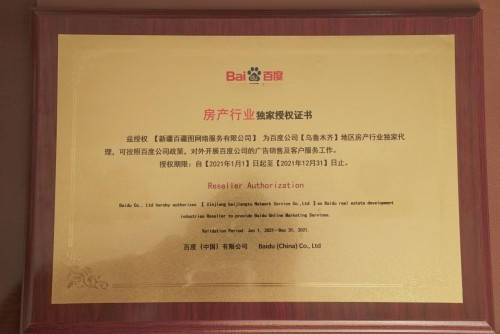 Bai 百度
房产行业独家授权证书
兹授权 【新疆百疆图网络服务有限公司】 为百度公司【乌鲁木齐】地区房产行业独家代
理，可按照百度公司政策，对外开展百度公司的广告销售及客户服务工作。
授权期限：自【2021年1月1】日起至【2021年12月31】日止。
Reseller Authorization
Baidu Co., Ltd hereby authorizes 【 Xinjiang baijiangtu Network Service Co.,Ltd 】as Baidu real estate development
industries Reseller to provide Baidu Online Marketing Services.
Validation Period: Jan 1, 2021-Dec 31, 2021.
百度（中国）有限公司 Baidu (China) Co., Ltd